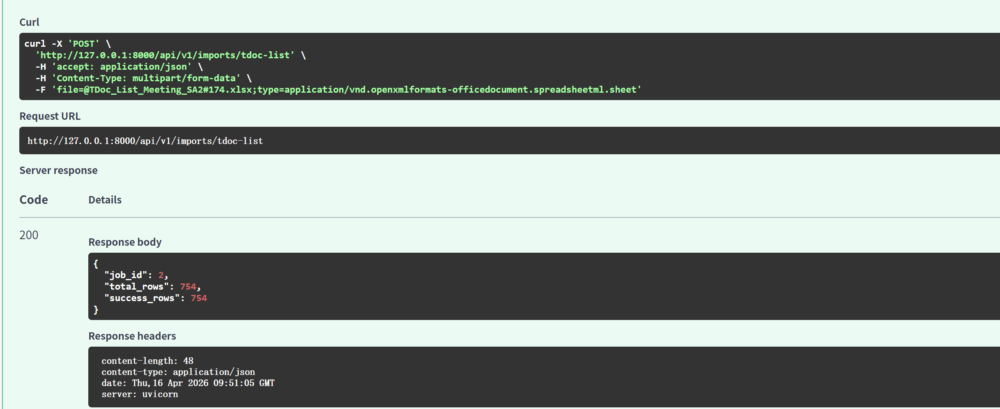 Curl
curl -X 'POST' \
  'http://127.0.0.1:8000/api/v1/imports/tdoc-list' \
  -H 'accept: application/json' \
  -H 'Content-Type: multipart/form-data' \
  -F 'file=@TDoc_List_Meeting_SA2#174.xlsx;type=application/vnd.openxmlformats-officedocument.spreadsheetml.sheet'
Request URL
http://127.0.0.1:8000/api/v1/imports/tdoc-list
Server response
Code Details
200
Response body
{
  "job_id": 2,
  "total_rows": 754,
  "success_rows": 754
}
Response headers
content-length: 48
content-type: application/json
date: Thu,16 Apr 2026 09:51:05 GMT
server: uvicorn